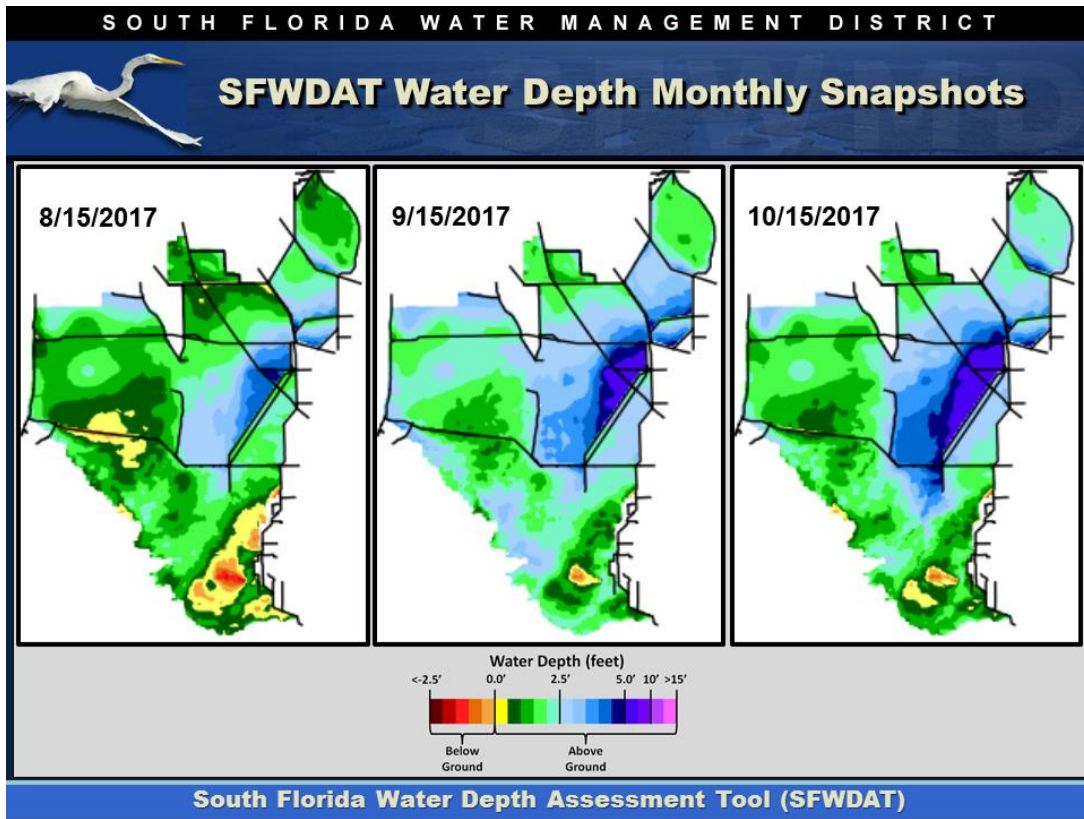 SOUTH FLORIDA WATER MANAGEMENT DISTRICT
SFWDAT Water Depth Monthly Snapshots
8/15/2017
9/15/2017
10/15/2017
Water Depth (feet)
<-2.5' 0.0' 2.5' 5.0' 10' >15'
Below Above
Ground Ground
South Florida Water Depth Assessment Tool (SFWDAT)